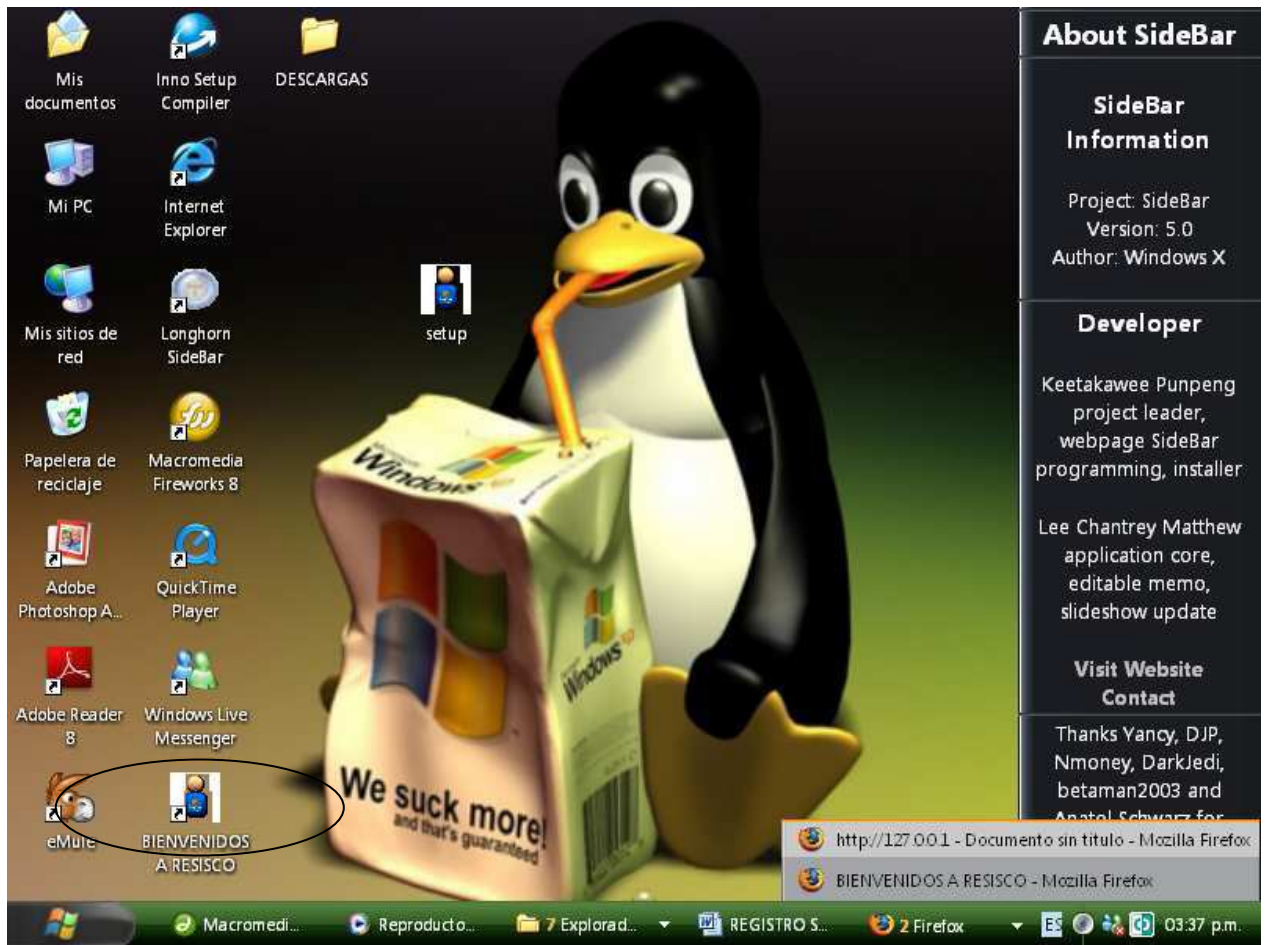 Mis
documentos
Inno Setup
Compiler
DESCARGAS
Mi PC
Internet
Explorer
setup
Mis sitios de
red
Longhorn
SideBar
Papelera de
reciclaje
Macromedia
Fireworks 8
Adobe
Photoshop A...
QuickTime
Player
Adobe Reader
8
Windows Live
Messenger
eMule
BIENVENIDOS
A RESISCO
Windows
Windows xp
We suck more!
and that's guaranteed
About SideBar
SideBar
Information
Project: SideBar
Version: 5.0
Author: Windows X
Developer
Keetakawee Punpeng
project leader,
webpage SideBar
programming, installer
Lee Chantrey Matthew
application core,
editable memo,
slideshow update
Visit Website
Contact
Thanks Yancy, DJP,
Nmoney, DarkJedi,
betaman2003 and
Anatol Schwarz for
http://127.0.0.1 - Documento sin titulo - Mozilla Firefox
BIENVENIDOS A RESISCO - Mozilla Firefox
Macromedi...
Reproducto...
7 Explorad...
REGISTRO S...
2 Firefox
ES
03:37 p.m.